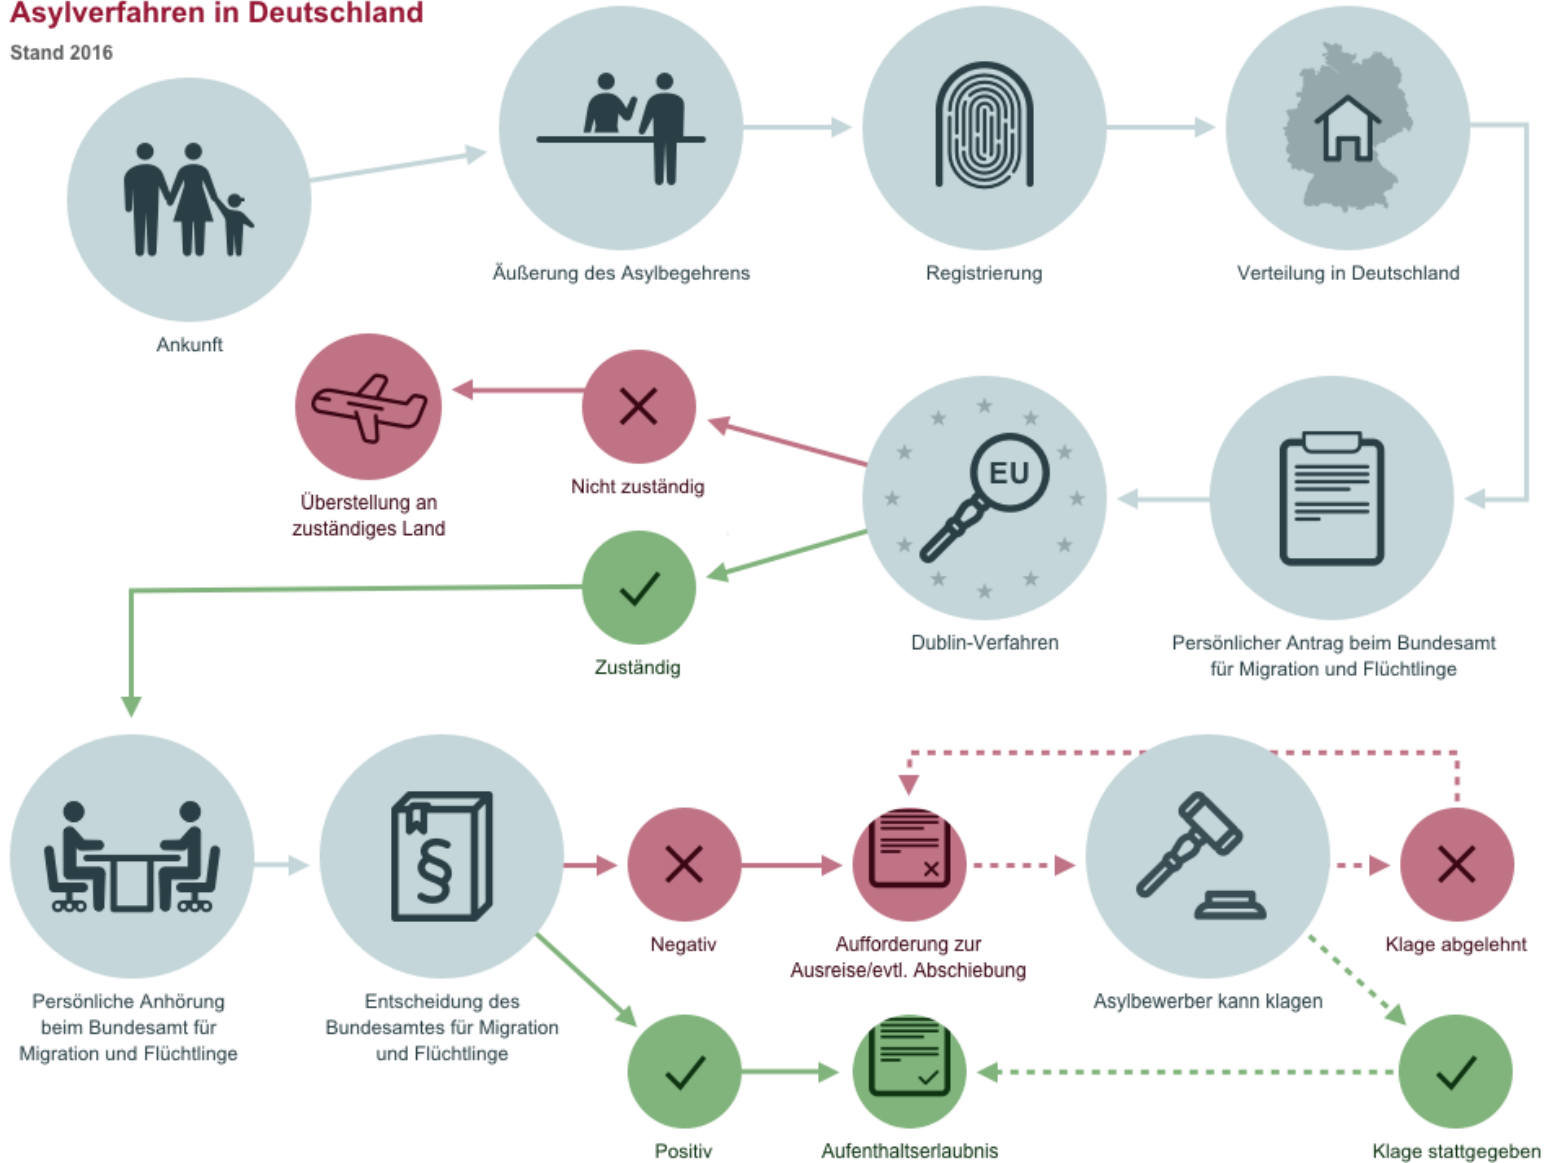 Asylverfahren in Deutschland
Stand 2016
Ankunft
Äußerung des Asylbegehrens
Registrierung
Verteilung in Deutschland
Persönlicher Antrag beim Bundesamt
für Migration und Flüchtlinge
EU
Dublin-Verfahren
Nicht zuständig
Überstellung an
zuständiges Land
Zuständig
Persönliche Anhörung
beim Bundesamt für
Migration und Flüchtlinge
§
Entscheidung des
Bundesamtes für Migration
und Flüchtlinge
Negativ
Aufforderung zur
Ausreise/evtl. Abschiebung
Asylbewerber kann klagen
Klage abgelehnt
Positiv
Aufenthaltserlaubnis
Klage stattgegeben